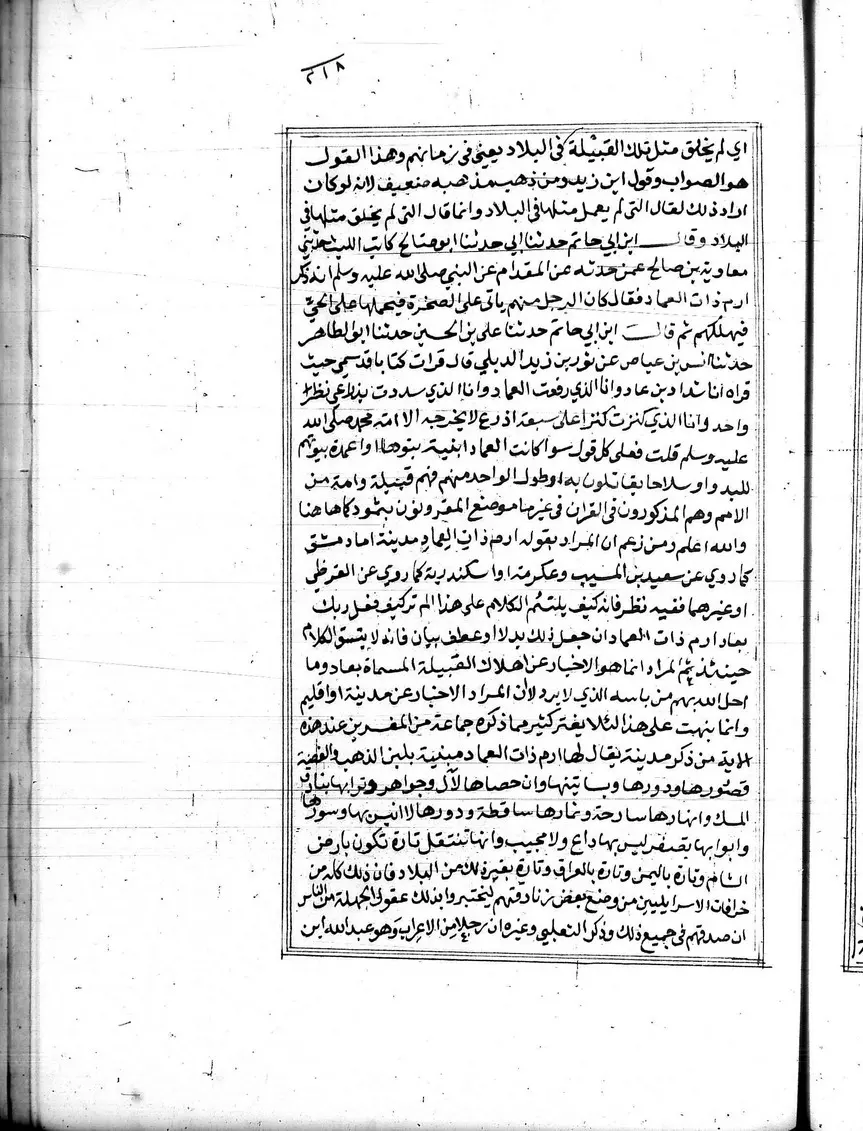 ٢١٨
اي لم يخلق مثل تلك القبيلة في البلاد يعني في زمانهم وهذا القول
هو الصواب وقول ابن زيد ومن ذهب مذهبه ضعيف لانه لو كان
اراد ذلك لقال التي لم يعمل مثلها في البلاد وانما قال التي لم يخلق مثلها في
البلاد وقال ابن ابي حاتم حدثنا ابي حدثنا ابو صالح كاتب الليث حدثني
معاوية بن صالح عمن حدثه عن المقدام عن النبي صلى الله عليه وسلم انه ذكر
ارم ذات العماد فقال كان الرجل منهم ياتي على الصخرة فيحملها على الحي
فيهلكهم ثم قال ابن ابي حاتم حدثنا علي بن الحسين حدثنا ابو الطاهر
حدثنا انس بن عياض عن ثور بن زيد الديلي قال قرات كتابا قد سمي حيث
قراه انا شداد بن عاد وانا الذي رفعت العماد وانا الذي سددت بذراعي نظر
واحد وانا الذي كنزت كنزا على سبعة اذرع لا يخرجه الا امة محمد صلى الله
عليه وسلم قلت فعلى كل قول سوا كانت العماد ابنية بنوها او اعمدة بيوتهم
للبدو او سلاحا يقاتلون به او طول الواحد منهم فهم قبيلة وامة من
الامم وهم المذكورون في القران في غير ما موضع المقرونون بثمود كما هاهنا
والله اعلم ومن زعم ان المراد بقوله ارم ذات العماد مدينة اما دمشق
كما روي عن سعيد بن المسيب وعكرمة او اسكندرية كما روي عن القرظي
او غيرهما ففيه نظر فانه كيف يلتئم الكلام على هذا الم تر كيف فعل ربك
بعاد ارم ذات العماد ان جعل ذلك بدلا او عطف بيان فانه لا يتسق الكلام
حينئذ ثم المراد انما هو الاخبار عن اهلاك القبيلة المسماة بعاد وما
احل الله بهم من باسه الذي لا يرد لا ان المراد الاخبار عن مدينة او اقليم
وانما نبهت على هذا لئلا يغتر كثير مما ذكره جماعة من المفسرين عند هذه
الاية من ذكر مدينة يقال لها ارم ذات العماد مبنية بلبن الذهب والفضة
قصورها ودورها وبساتينها وان حصاها لآل وجواهر وترابها بنادق
المسك وانهارها سارحة وثمارها ساقطة ودورها لا انيس بها وسورها
وابوابها تصفر ليس بها داع ولا مجيب وانها تنتقل تارة تكون بارض
الشام وتارة باليمن وتارة بالعراق وتارة بغير ذلك من البلاد فان ذلك كله من
خرافات الاسرايليين من وضع بعض زنادقتهم ليختبروا بذلك عقول الجهلة من الناس
ان صدقهم في جميع ذلك وذكر الثعلبي وغيره ان رجلا من الاعراب وهو عبد الله ابن